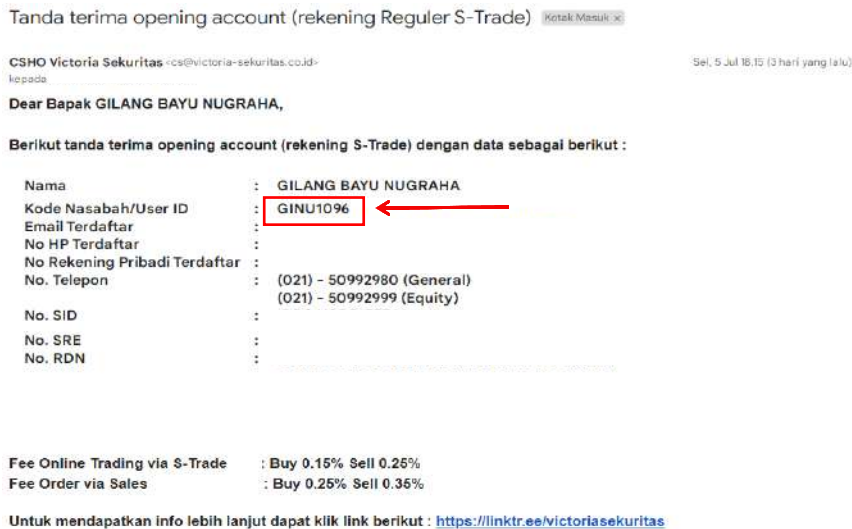 Tanda terima opening account (rekening Reguler S-Trade) Kotak Masuk x
CSHO Victoria Sekuritas <cs@victoria-sekuritas.co.id> Sel, 5 Jul 18.15 (3 hari yang lalu)
kepada
Dear Bapak GILANG BAYU NUGRAHA,
Berikut tanda terima opening account (rekening S-Trade) dengan data sebagai berikut :
Nama : GILANG BAYU NUGRAHA
Kode Nasabah/User ID : GINU1096
Email Terdaftar :
No HP Terdaftar :
No Rekening Pribadi Terdaftar :
No. Telepon : (021) - 50992980 (General)
(021) - 50992999 (Equity)
No. SID :
No. SRE :
No. RDN :
Fee Online Trading via S-Trade : Buy 0.15% Sell 0.25%
Fee Order via Sales : Buy 0.25% Sell 0.35%
Untuk mendapatkan info lebih lanjut dapat klik link berikut : https://linktr.ee/victoriasekuritas